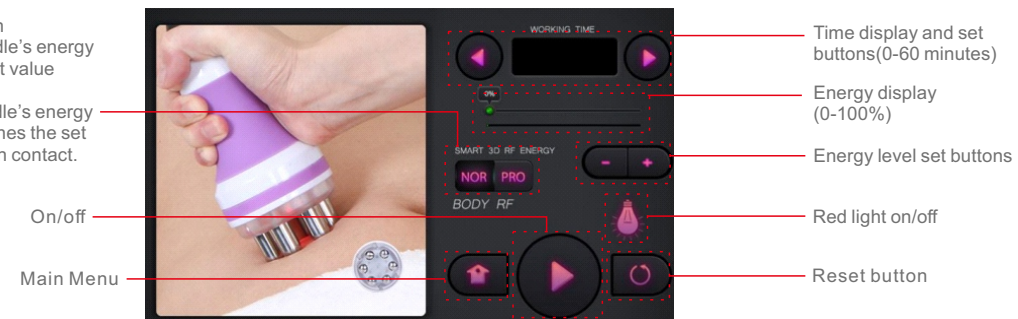 dle's energy
t value
dle's energy
hes the set
n contact.
On/off
Main Menu
WORKING TIME
0%
SMART 3D RF ENERGY
NOR PRO
BODY RF
- +
Time display and set
buttons(0-60 minutes)
Energy display
(0-100%)
Energy level set buttons
Red light on/off
Reset button